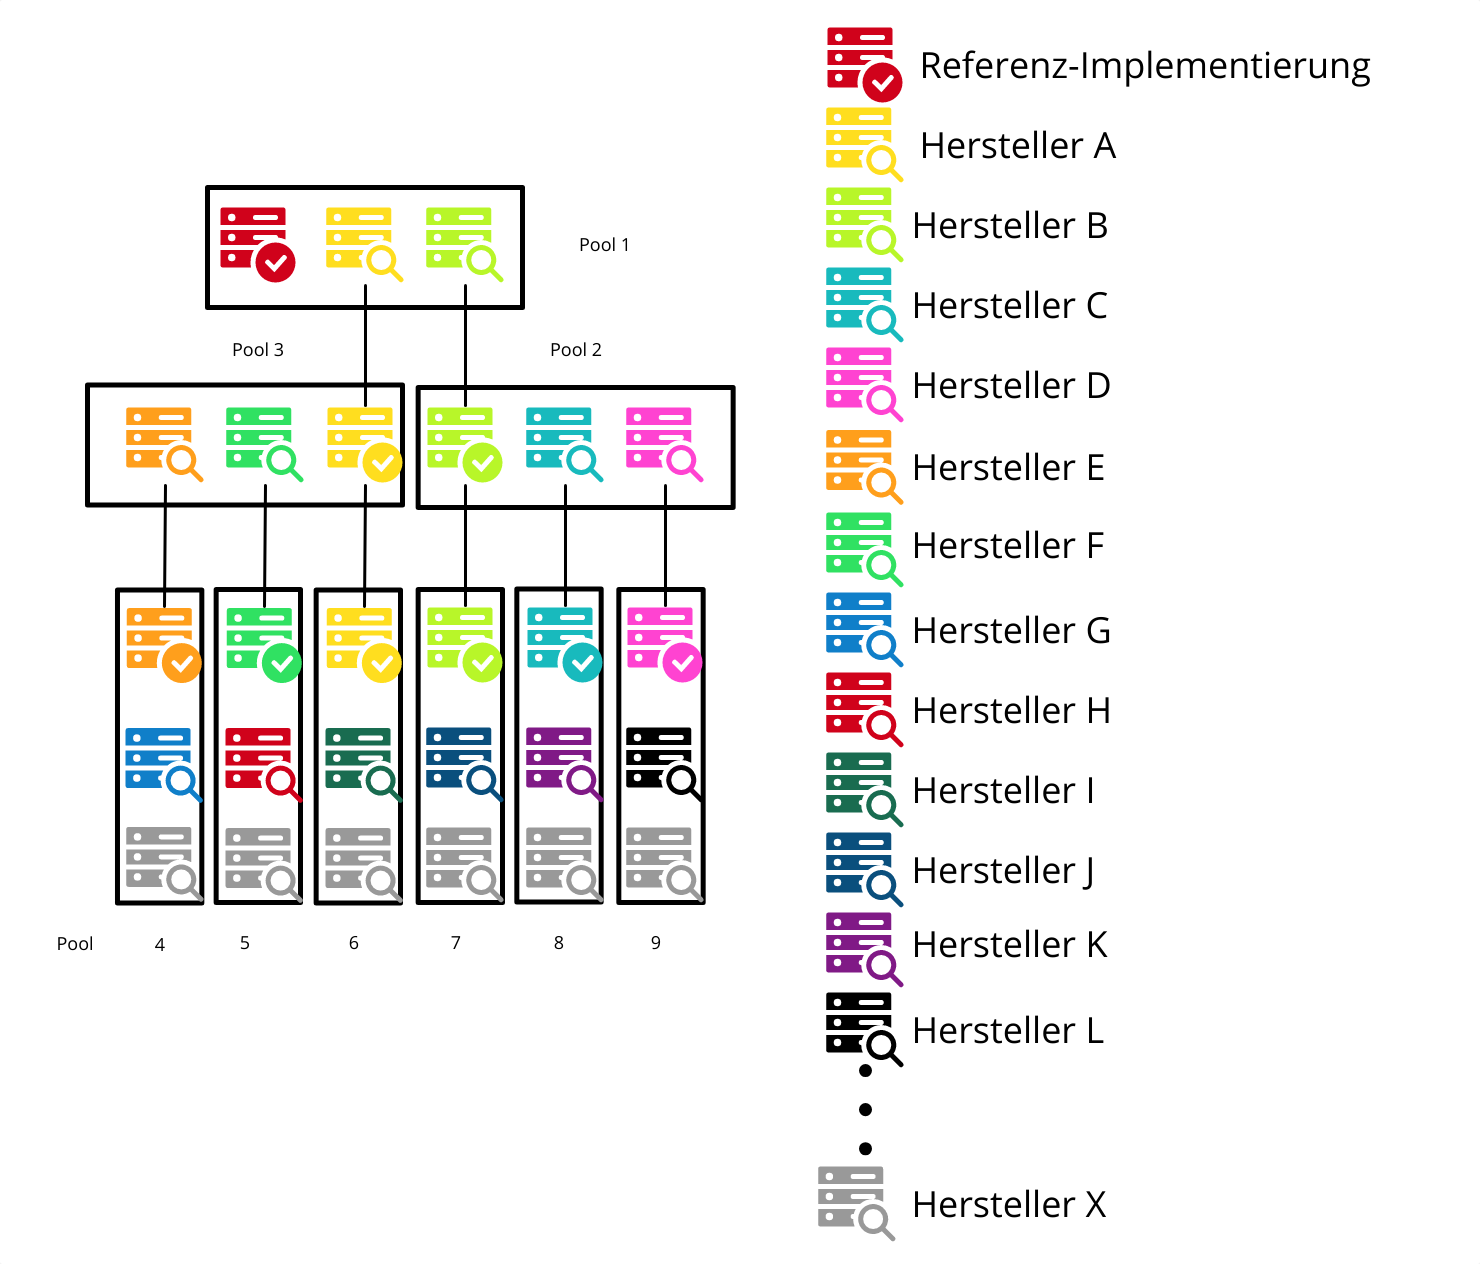 Pool 1
Pool 3
Pool 2
Pool 4 5 6 7 8 9
Referenz-Implementierung
Hersteller A
Hersteller B
Hersteller C
Hersteller D
Hersteller E
Hersteller F
Hersteller G
Hersteller H
Hersteller I
Hersteller J
Hersteller K
Hersteller L
Hersteller X